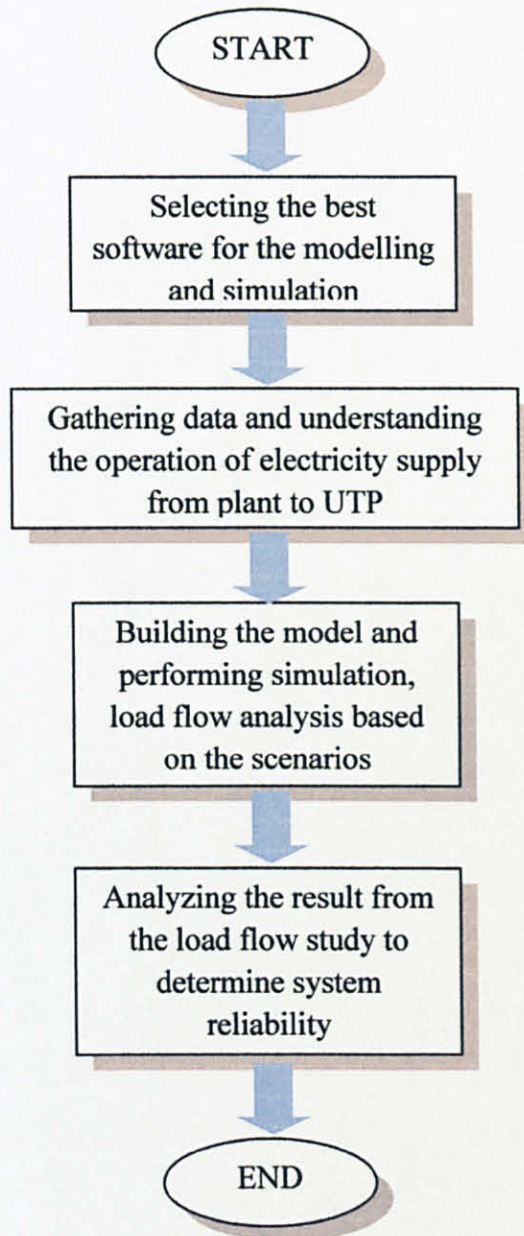 START
Selecting the best
software for the modelling
and simulation
Gathering data and understanding
the operation of electricity supply
from plant to UTP
Building the model and
performing simulation,
load flow analysis based
on the scenarios
Analyzing the result from
the load flow study to
determine system
reliability
END